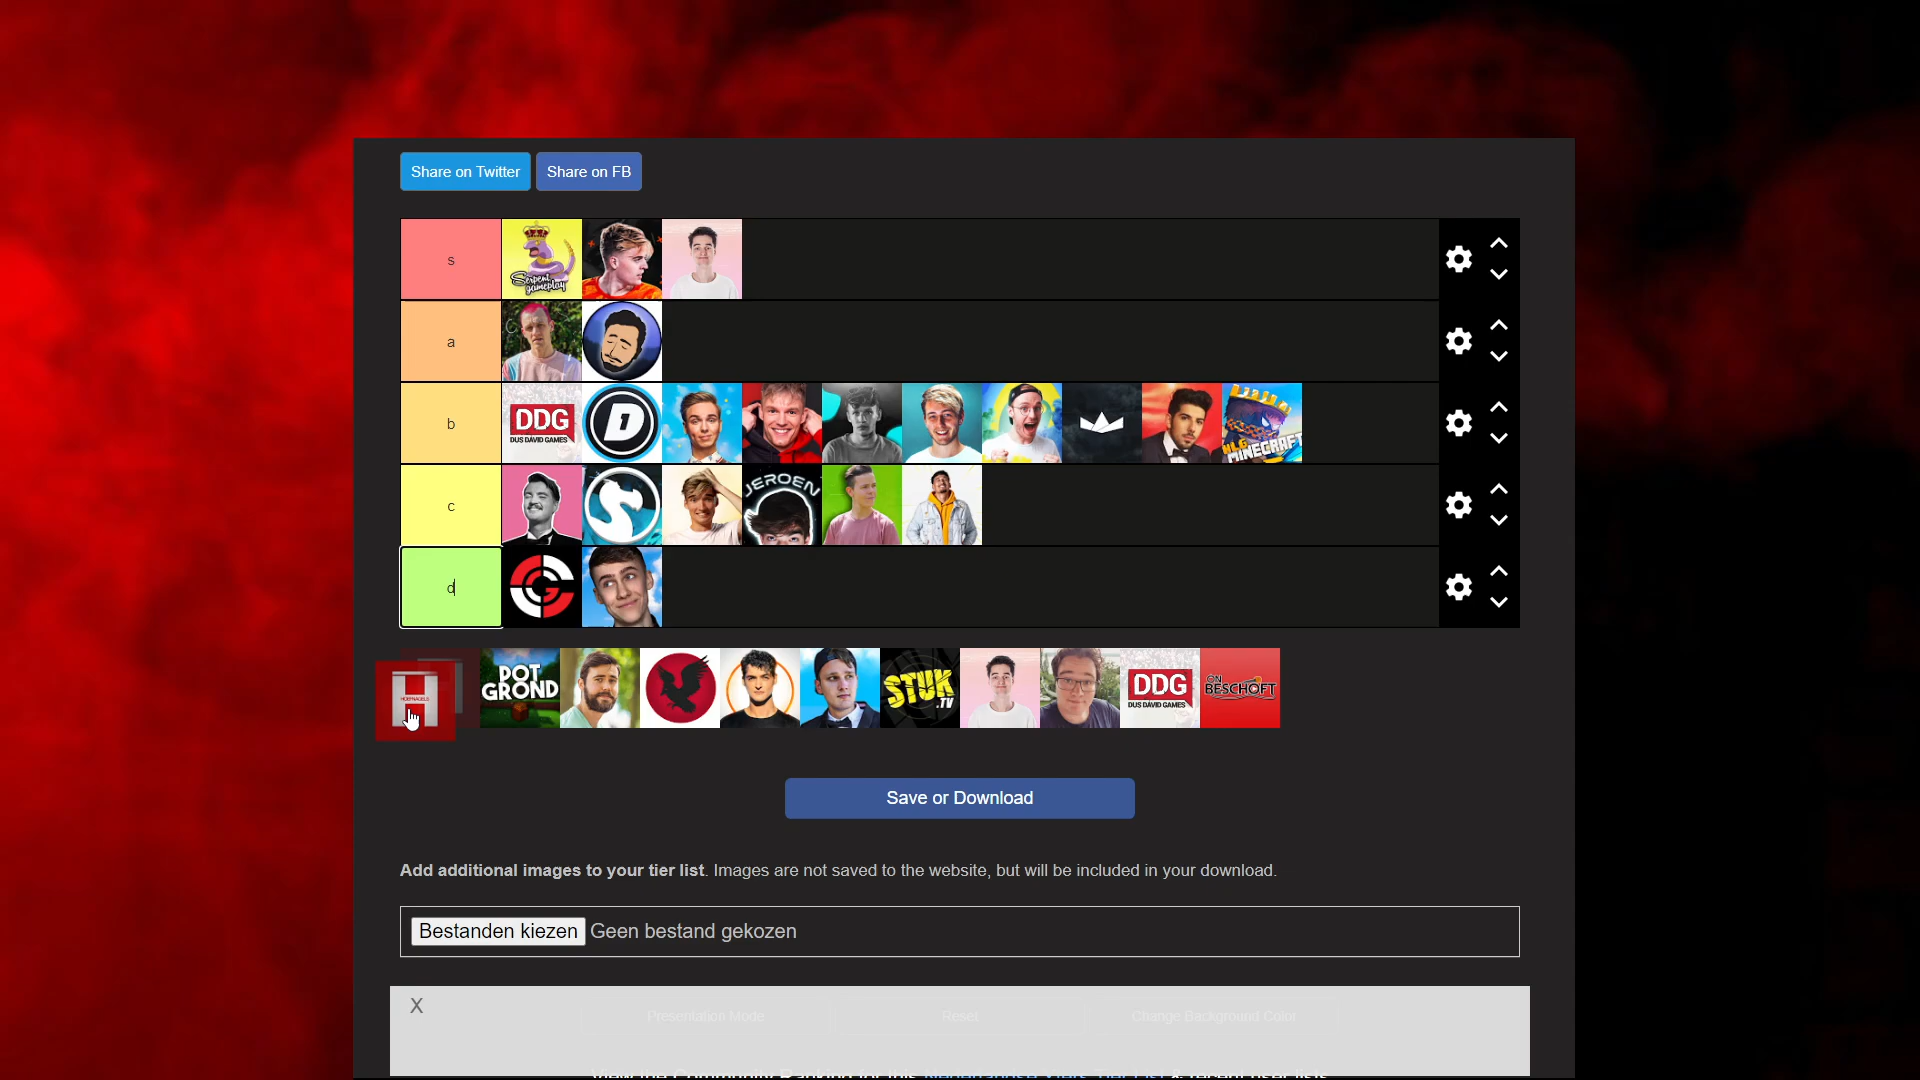 Share on Twitter Share on FB
s
Serpent
gameplay
a
b
DDG
DUS DAVID GAMES
D
MINECRAFT
c
S
JEROEN
d
DOT
GROND
STUK
.TV
DDG
DUS DAVID GAMES
ON
BESCHOFT
Save or Download
Add additional images to your tier list. Images are not saved to the website, but will be included in your download.
Bestanden kiezen Geen bestand gekozen
X
Presentation Mode Reset Change Background Color